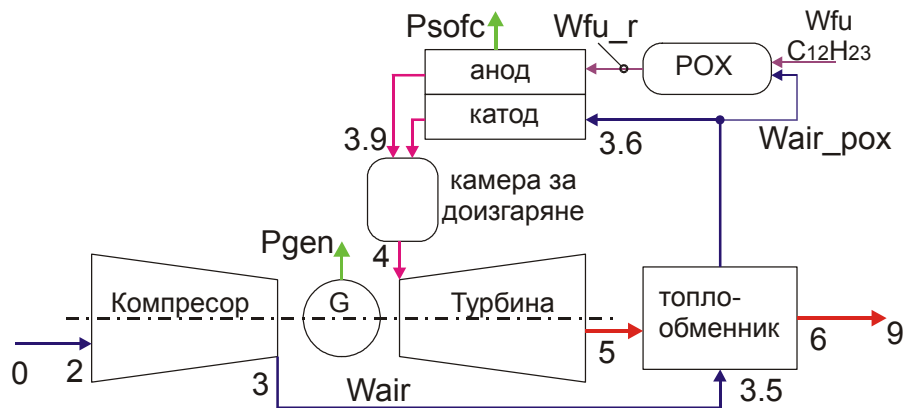 Psofc
Wfu_r
Wfu
C12H23
анод
POX
катод
3.9
3.6
Wair_pox
камера за
доизгаряне
Pgen
4
Компресор
G
Турбина
топло-
обменник
0
2
3
Wair
5
3.5
6
9